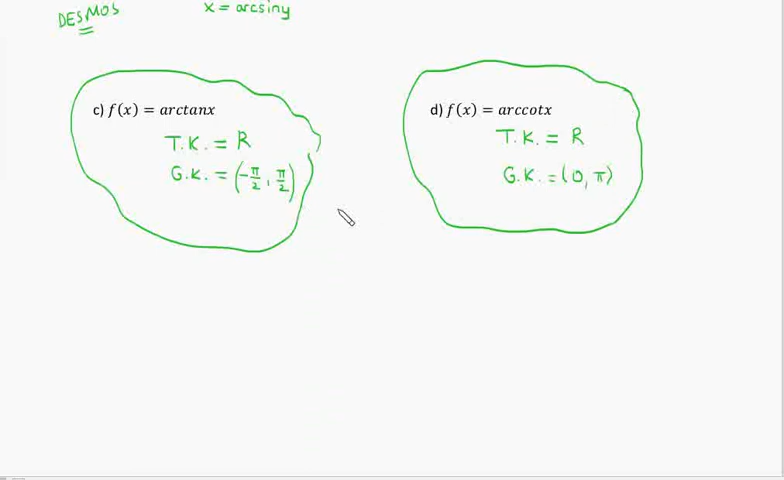 DESMOS
x = arcsiny
c) f(x) = arctanx
T.K. = R
G.K. = (-π/2, π/2)
d) f(x) = arccotx
T.K. = R
G.K. = (0, π)